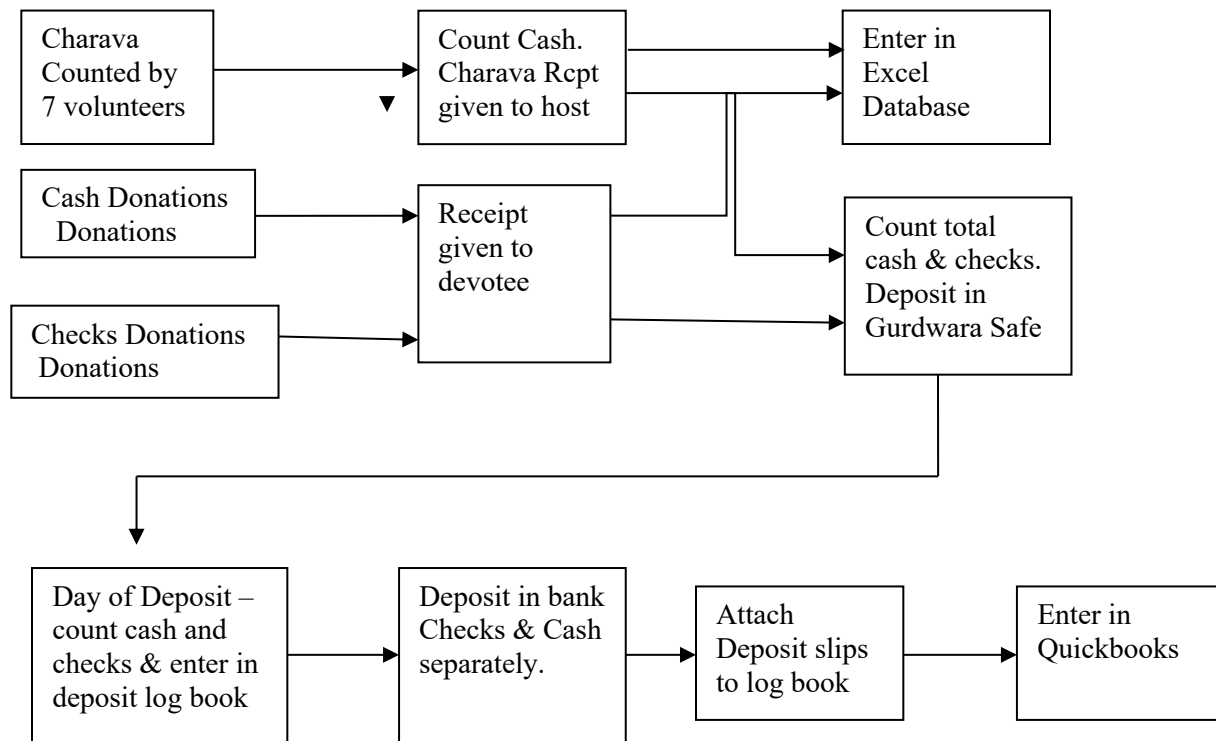 Charava
Counted by
7 volunteers
Count Cash.
Charava Rcpt
given to host
Enter in
Excel
Database
Cash Donations
Donations
Receipt
given to
devotee
Count total
cash & checks.
Deposit in
Gurdwara Safe
Checks Donations
Donations
Day of Deposit –
count cash and
checks & enter in
deposit log book
Deposit in bank
Checks & Cash
separately.
Attach
Deposit slips
to log book
Enter in
Quickbooks